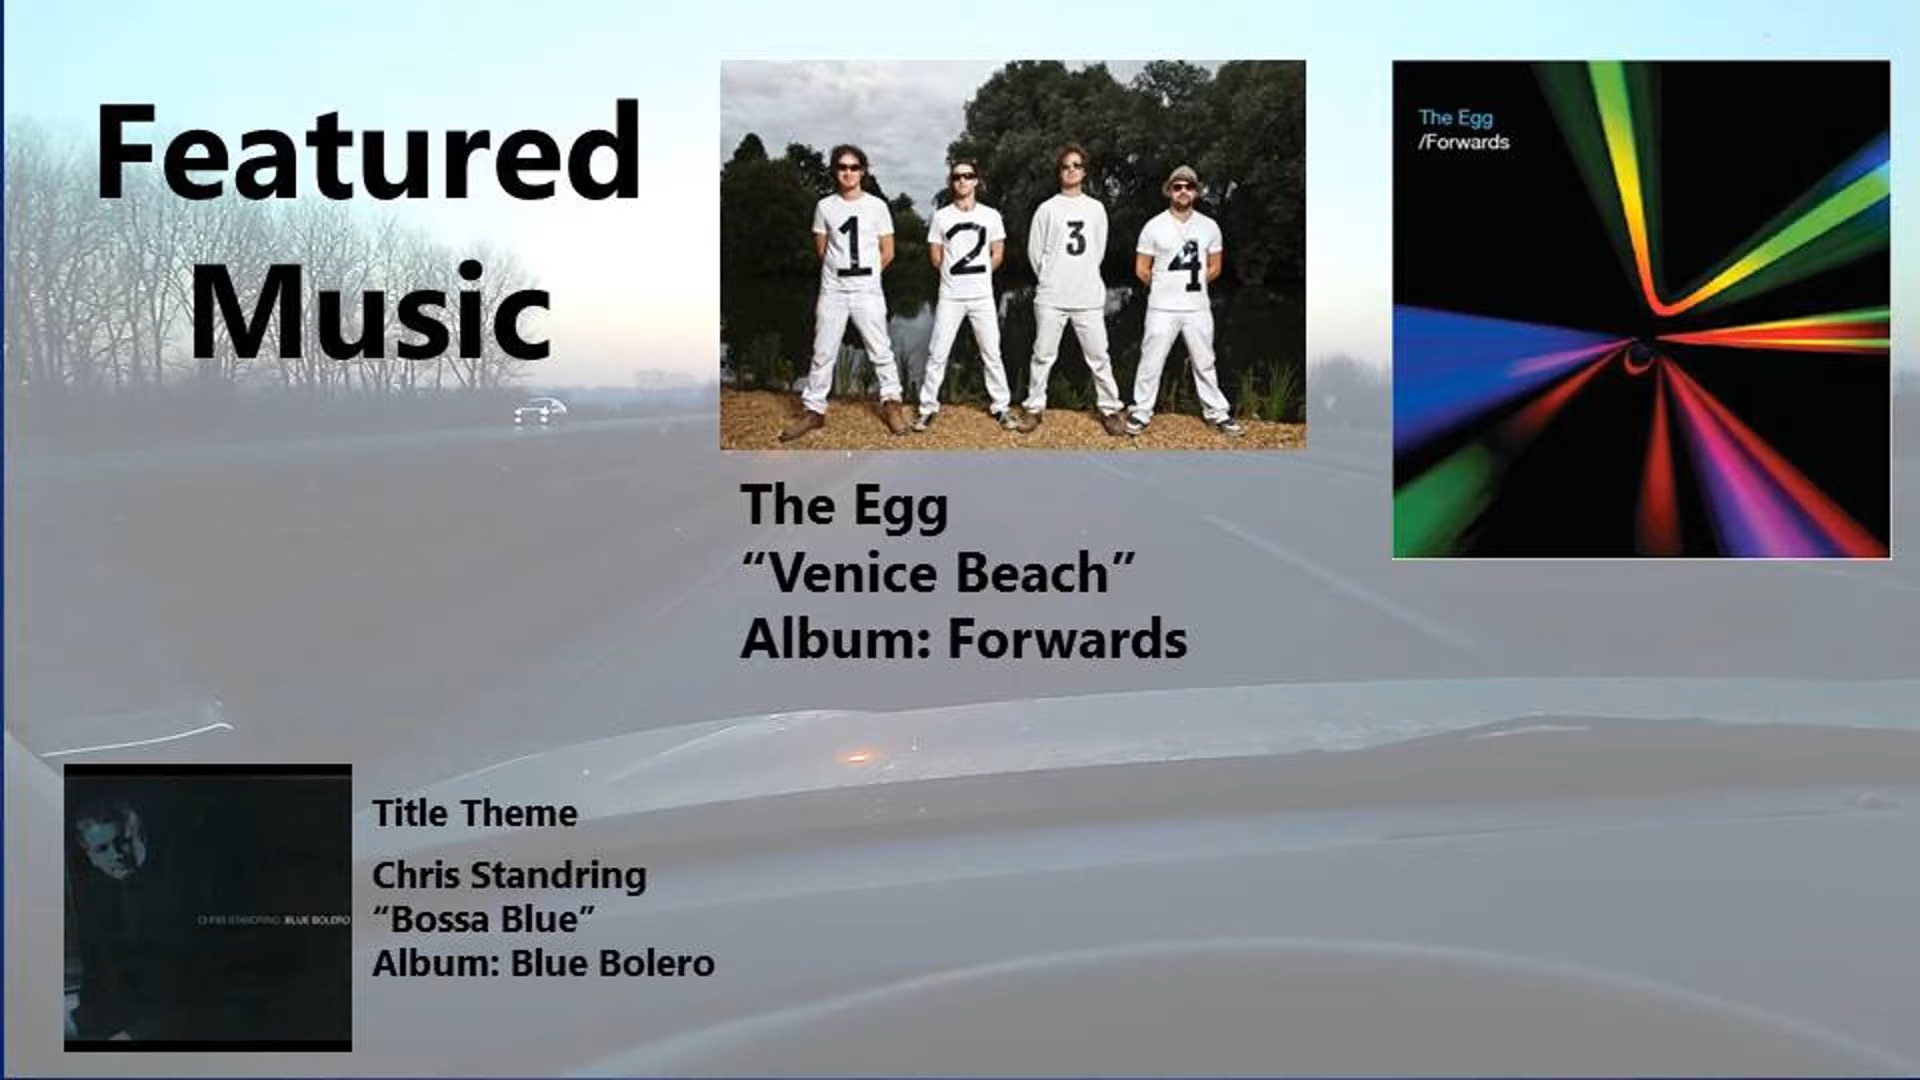 Featured
Music
1 2 3 4
The Egg
/Forwards
The Egg
“Venice Beach”
Album: Forwards
CHRIS STANDRING BLUE BOLERO
Title Theme
Chris Standring
“Bossa Blue”
Album: Blue Bolero